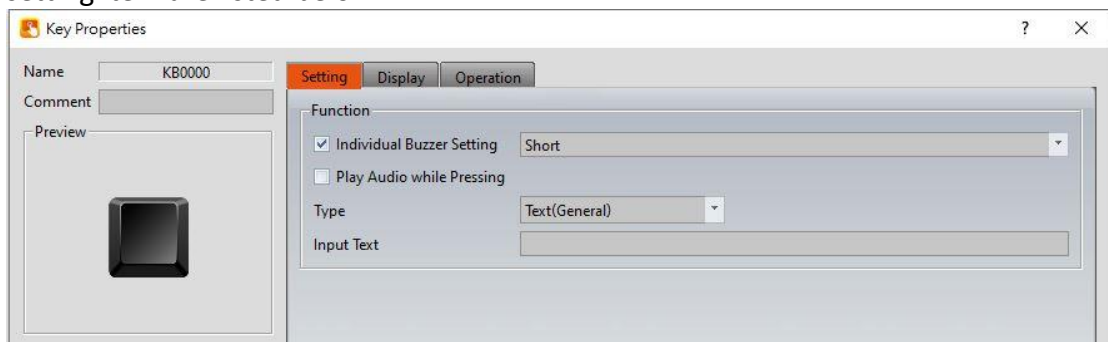 Key Properties
?
Name KB0000
Comment
Preview
Setting Display Operation
Function
Individual Buzzer Setting Short
Play Audio while Pressing
Type Text(General)
Input Text